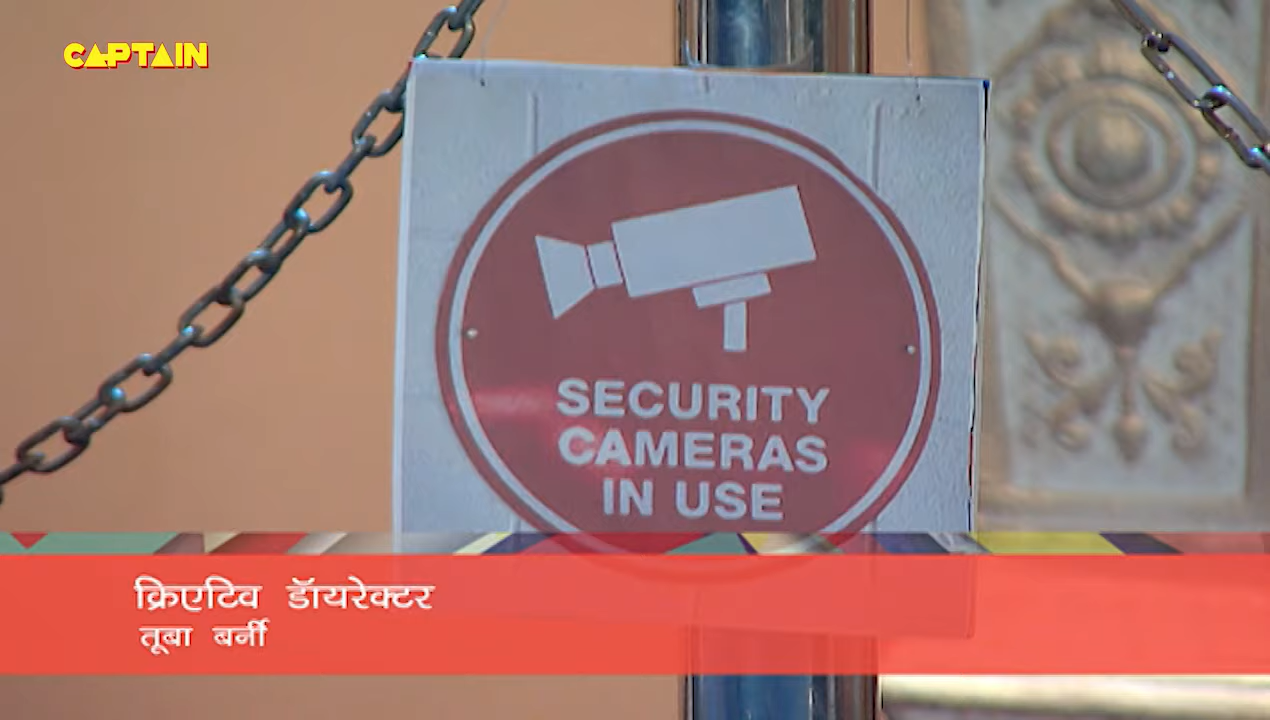 CAPTAIN
SECURITY
CAMERAS
IN USE
क्रिएटिव डॅायरेक्टर
तूबा बर्नी